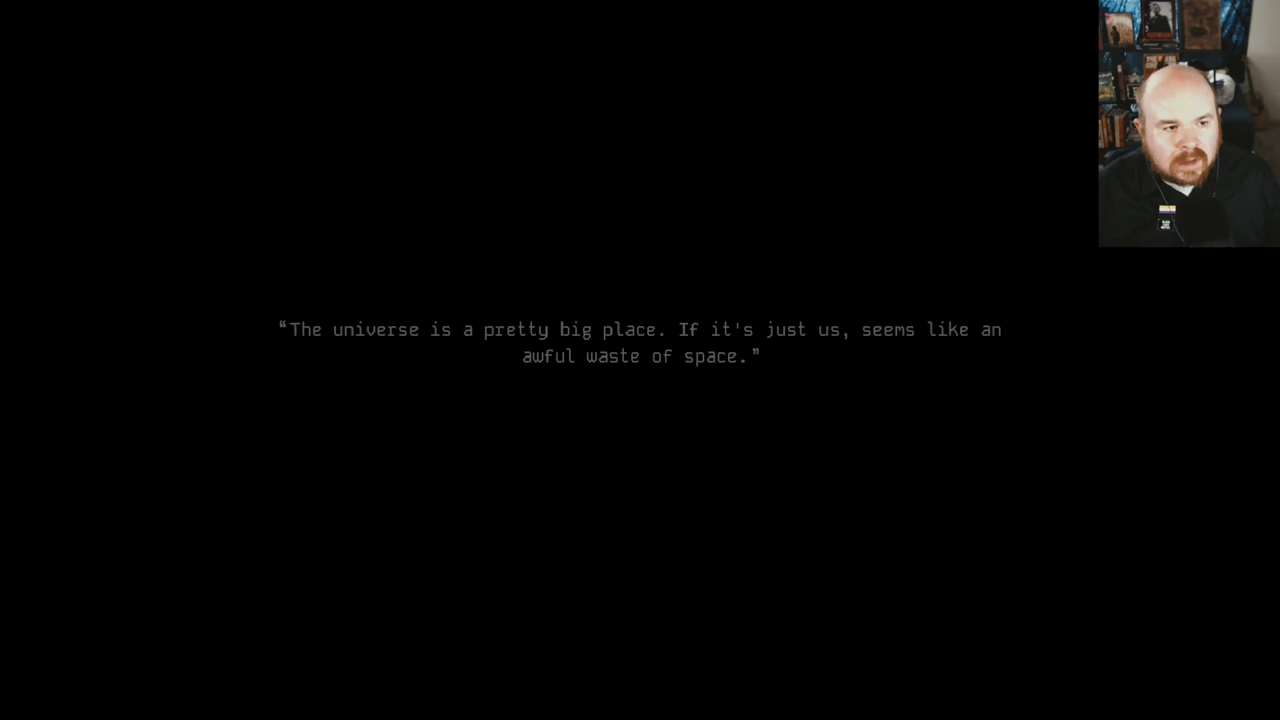 “The universe is a pretty big place. If it's just us, seems like an
awful waste of space.”